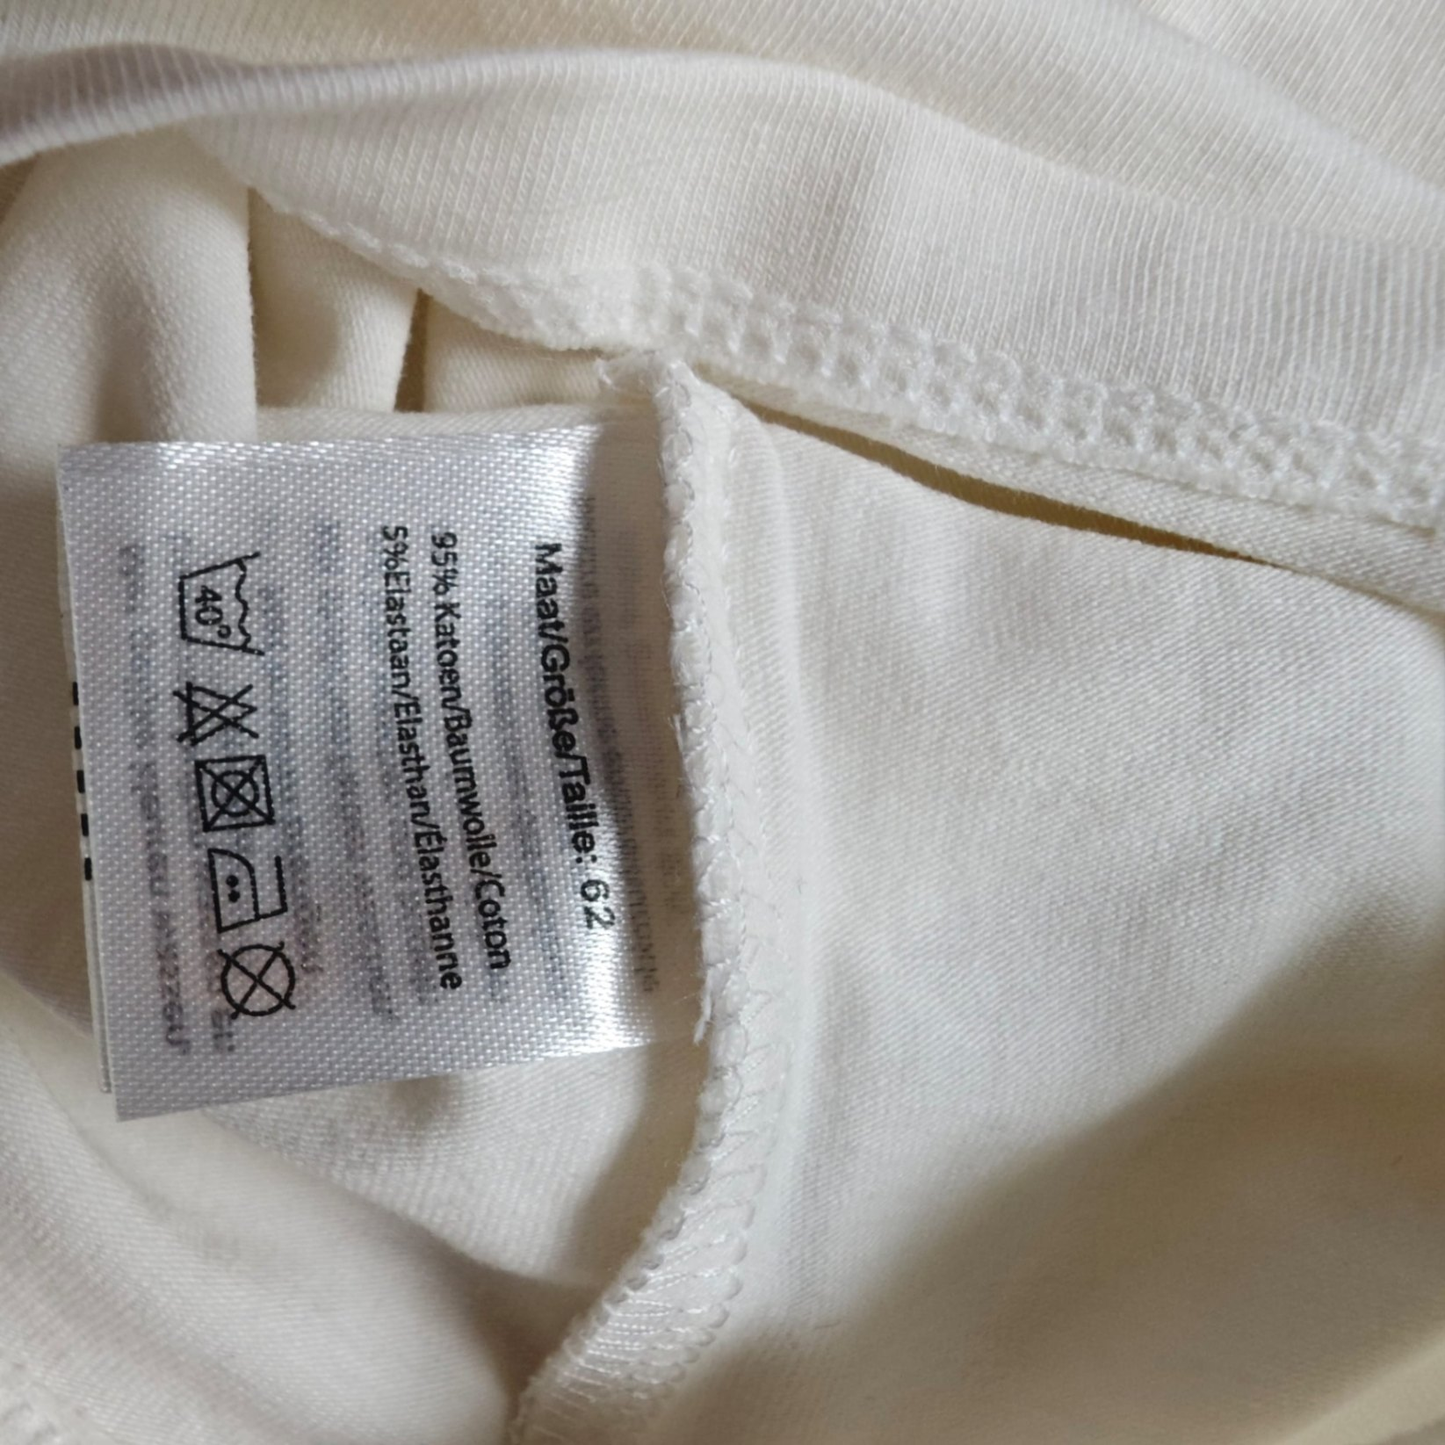 Maat/Größe/Taille: 62
95% Katoen/Baumwolle/Coton
5%Elastaan/Elasthan/Élasthanne
40°